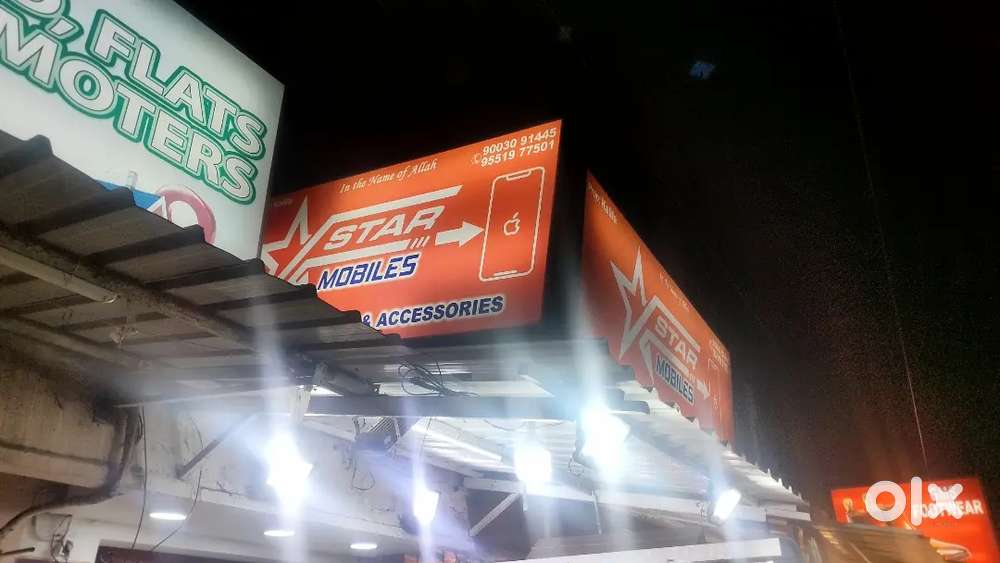 FLATS
MOTERS
90030 91445
95519 77501
In the Name of Allah
STAR
MOBILES
& ACCESSORIES
STAR
MOBILES
OLX
FOOTWEAR